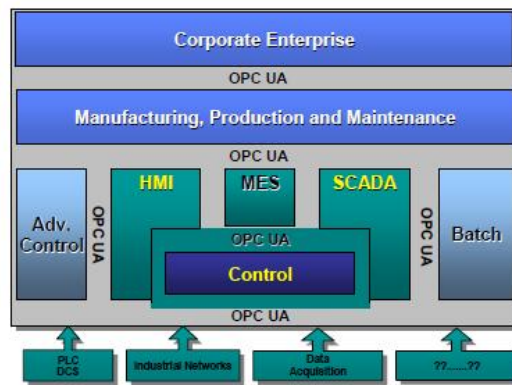 Corporate Enterprise
OPC UA
Manufacturing, Production and Maintenance
OPC UA
Adv.
Control
OPC UA
HMI
MES
SCADA
OPC UA
Control
OPC UA
Batch
OPC UA
PLC
DCS
Industrial Networks
Data
Acquisition
??......??